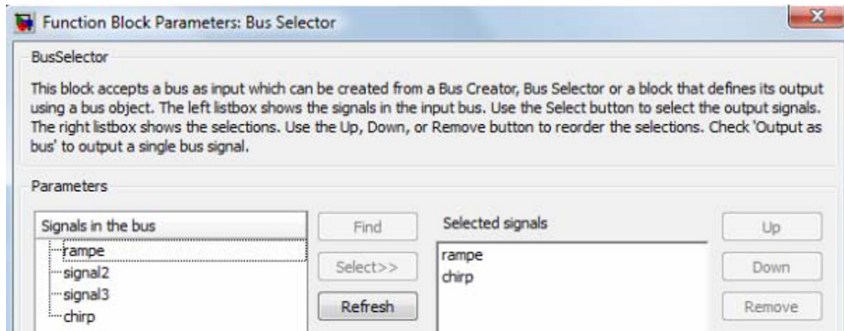 Function Block Parameters: Bus Selector
BusSelector
This block accepts a bus as input which can be created from a Bus Creator, Bus Selector or a block that defines its output
using a bus object. The left listbox shows the signals in the input bus. Use the Select button to select the output signals.
The right listbox shows the selections. Use the Up, Down, or Remove button to reorder the selections. Check 'Output as
bus' to output a single bus signal.
Parameters
Signals in the bus
rampe
signal2
signal3
chirp
Find
Select>>
Refresh
Selected signals
rampe
chirp
Up
Down
Remove